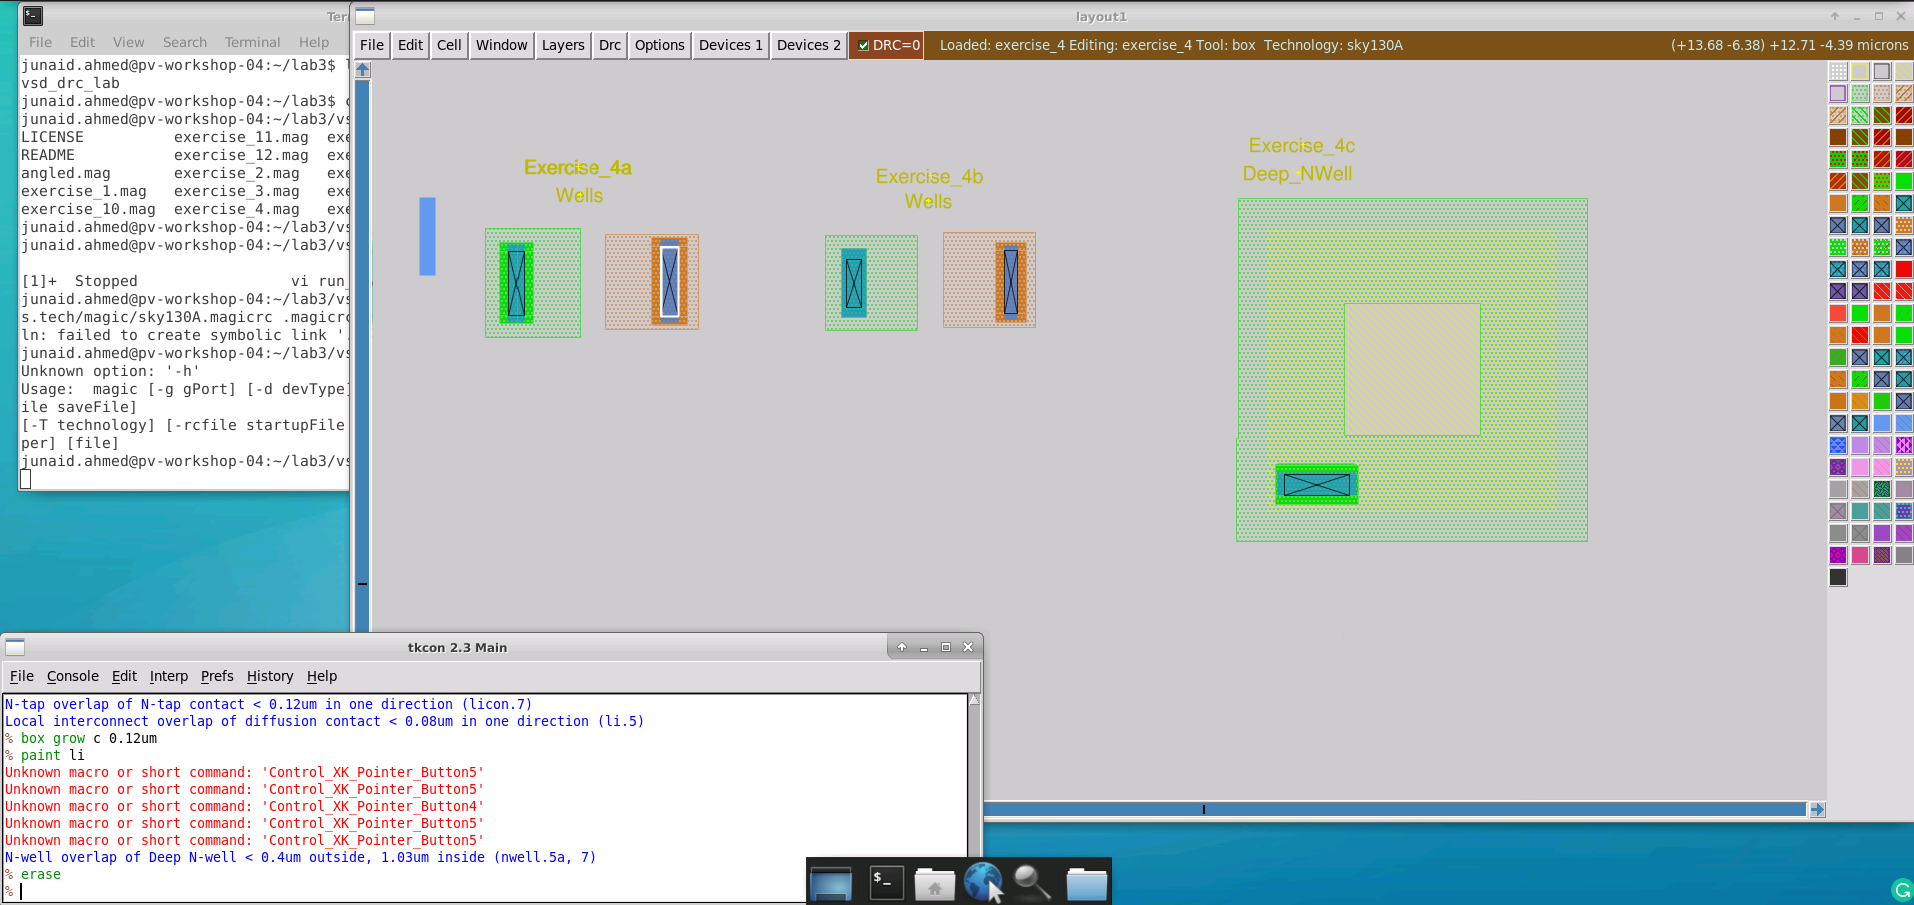 Ter
File Edit View Search Terminal Help
junaid.ahmed@pv-workshop-04:~/lab3$ l
vsd_drc_lab
junaid.ahmed@pv-workshop-04:~/lab3$ c
junaid.ahmed@pv-workshop-04:~/lab3/vs
LICENSE exercise_11.mag exe
README exercise_12.mag exe
angled.mag exercise_2.mag exe
exercise_1.mag exercise_3.mag exe
exercise_10.mag exercise_4.mag exe
junaid.ahmed@pv-workshop-04:~/lab3/vs
junaid.ahmed@pv-workshop-04:~/lab3/vs
[1]+ Stopped vi run_
junaid.ahmed@pv-workshop-04:~/lab3/vs
s.tech/magic/sky130A.magicrc .magicrc
ln: failed to create symbolic link '.
junaid.ahmed@pv-workshop-04:~/lab3/vs
Unknown option: '-h'
Usage: magic [-g gPort] [-d devType]
ile saveFile]
[-T technology] [-rcfile startupFile
per] [file]
junaid.ahmed@pv-workshop-04:~/lab3/vs
layout1
File Edit Cell Window Layers Drc Options Devices 1 Devices 2 DRC=0 Loaded: exercise_4 Editing: exercise_4 Tool: box Technology: sky130A (+13.68 -6.38) +12.71 -4.39 microns
Exercise_4a
Wells
Exercise_4b
Wells
Exercise_4c
Deep_NWell
tkcon 2.3 Main
File Console Edit Interp Prefs History Help
N-tap overlap of N-tap contact < 0.12um in one direction (licon.7)
Local interconnect overlap of diffusion contact < 0.08um in one direction (li.5)
% box grow c 0.12um
% paint li
Unknown macro or short command: 'Control_XK_Pointer_Button5'
Unknown macro or short command: 'Control_XK_Pointer_Button5'
Unknown macro or short command: 'Control_XK_Pointer_Button4'
Unknown macro or short command: 'Control_XK_Pointer_Button5'
Unknown macro or short command: 'Control_XK_Pointer_Button5'
N-well overlap of Deep N-well < 0.4um outside, 1.03um inside (nwell.5a, 7)
% erase
%
$_